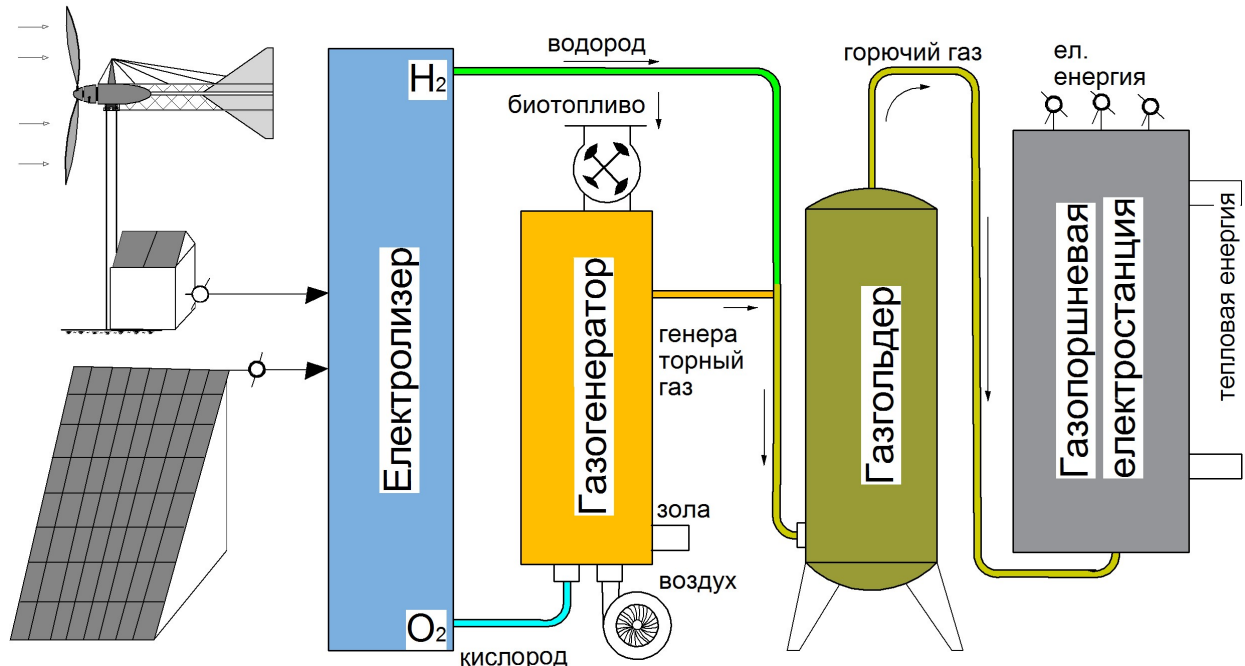 водород
H2
биотопливо
горючий газ
ел.
енергия
Електролизер
Газогенератор
генера
торный
газ
Газгольдер
Газопоршневая
електростанция
тепловая енергия
зола
воздух
O2
кислород